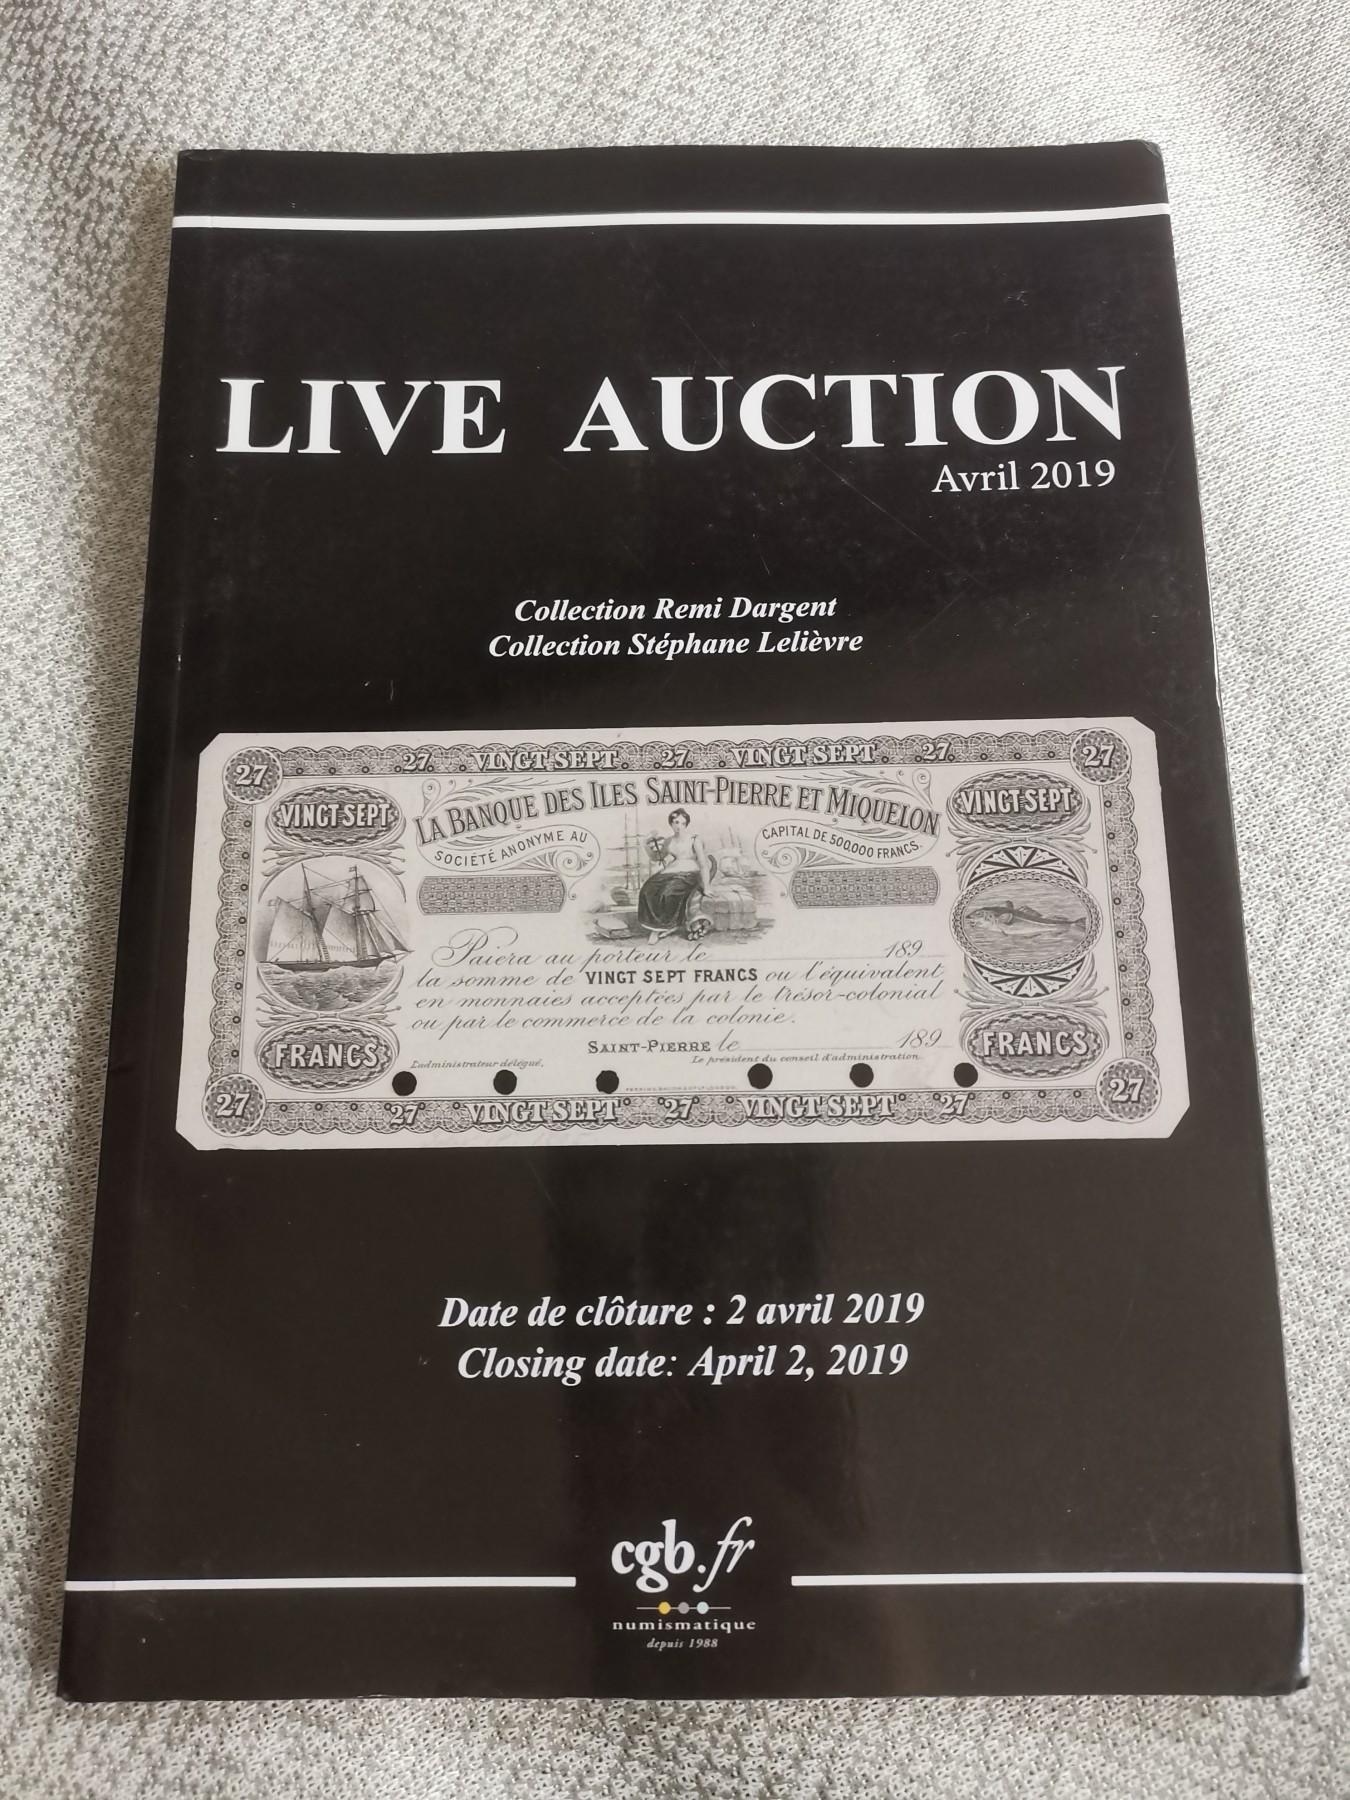 LIVE AUCTION
Avril 2019
Collection Remi Dargent
Collection Stéphane Lelièvre
27 27 VINGT SEPT 27 VINGT SEPT 27 27
VINGT SEPT
LA BANQUE DES ILES SAINT-PIERRE ET MIQUELON
VINGT SEPT
SOCIÉTÉ ANONYME AU
CAPITAL DE 500.000 FRANCS.
Paiera au porteur le 189
la somme de VINGT SEPT FRANCS ou l'équivalent
en monnaies acceptées par le trésor-colonial
ou par le commerce de la colonie.
SAINT-PIERRE le 189
FRANCS
L'administrateur délégué,
Le président du conseil d'administration.
FRANCS
27 27 VINGT SEPT 27 VINGT SEPT 27 27
Date de clôture : 2 avril 2019
Closing date: April 2, 2019
cgb.fr
numismatique
depuis 1988